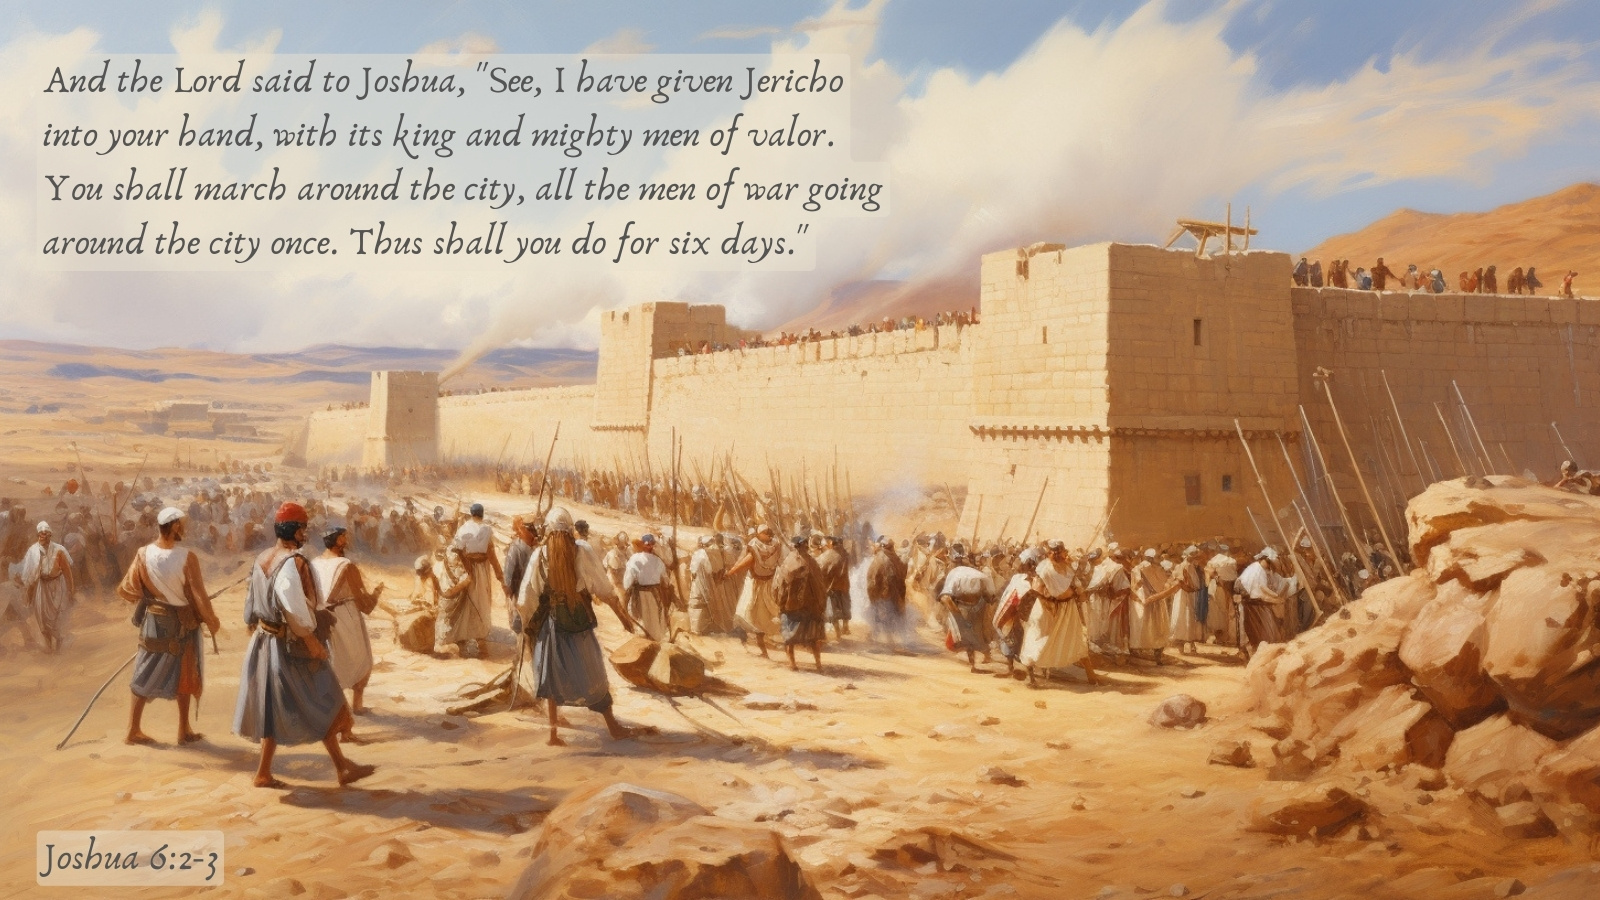 And the Lord said to Joshua, "See, I have given Jericho
into your hand, with its king and mighty men of valor.
You shall march around the city, all the men of war going
around the city once. Thus shall you do for six days."
Joshua 6:2-3